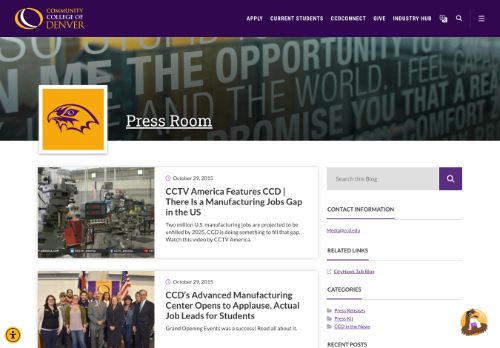 COMMUNITY
COLLEGE OF
DENVER
APPLY CURRENT STUDENTS CCDCONNECT GIVE INDUSTRY HUB
ME THE OPPORTUNITY
AND THE WORLD. I FEEL CAP
PROMISE YOU THAT A
Press Room
October 29, 2015
CCTV America Features CCD |
There Is a Manufacturing Jobs Gap
in the US
Two million U.S. manufacturing jobs are projected to be
unfilled by 2025, CCD is doing something to fill that gap.
Watch this video by CCTV America.
October 29, 2015
CCD's Advanced Manufacturing
Center Opens to Applause, Actual
Job Leads for Students
Grand Opening Events was a success! Read all about it.
Search this Blog
CONTACT INFORMATION
Media@ccd.edu
RELATED LINKS
CityHawk Talk Blog
CATEGORIES
Press Releases
Press Kit
CCD in the News
RECENT POSTS